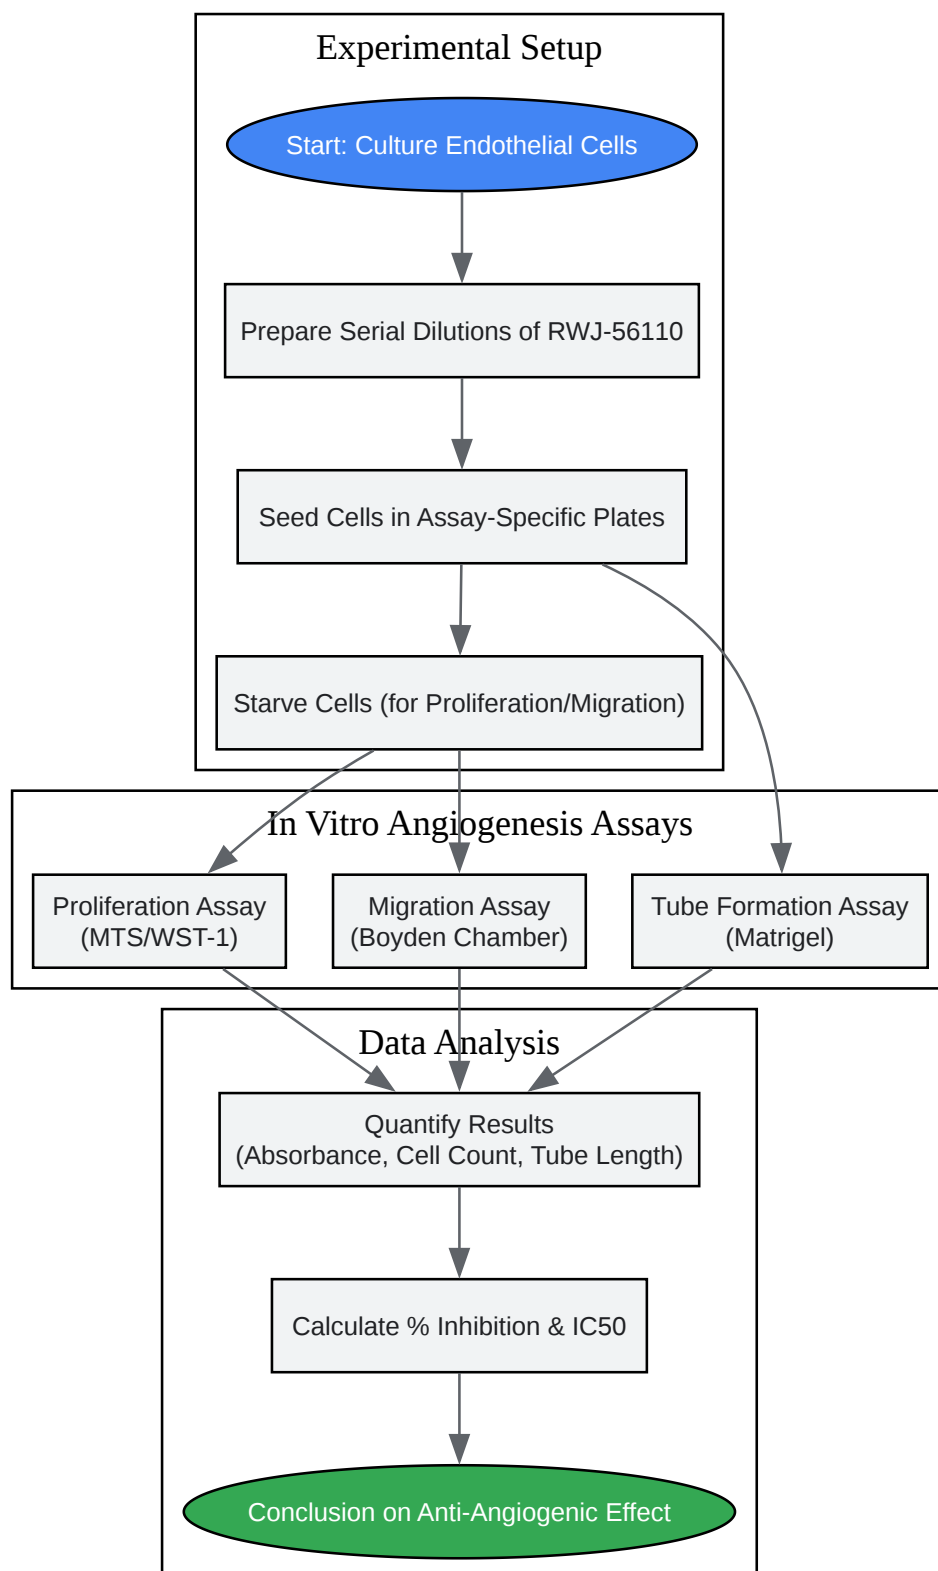 Experimental Setup
Start: Culture Endothelial Cells
Prepare Serial Dilutions of RWJ-56110
Seed Cells in Assay-Specific Plates
Starve Cells (for Proliferation/Migration)
In Vitro Angiogenesis Assays
Proliferation Assay
(MTS/WST-1)
Migration Assay
(Boyden Chamber)
Tube Formation Assay
(Matrigel)
Data Analysis
Quantify Results
(Absorbance, Cell Count, Tube Length)
Calculate % Inhibition & IC50
Conclusion on Anti-Angiogenic Effect